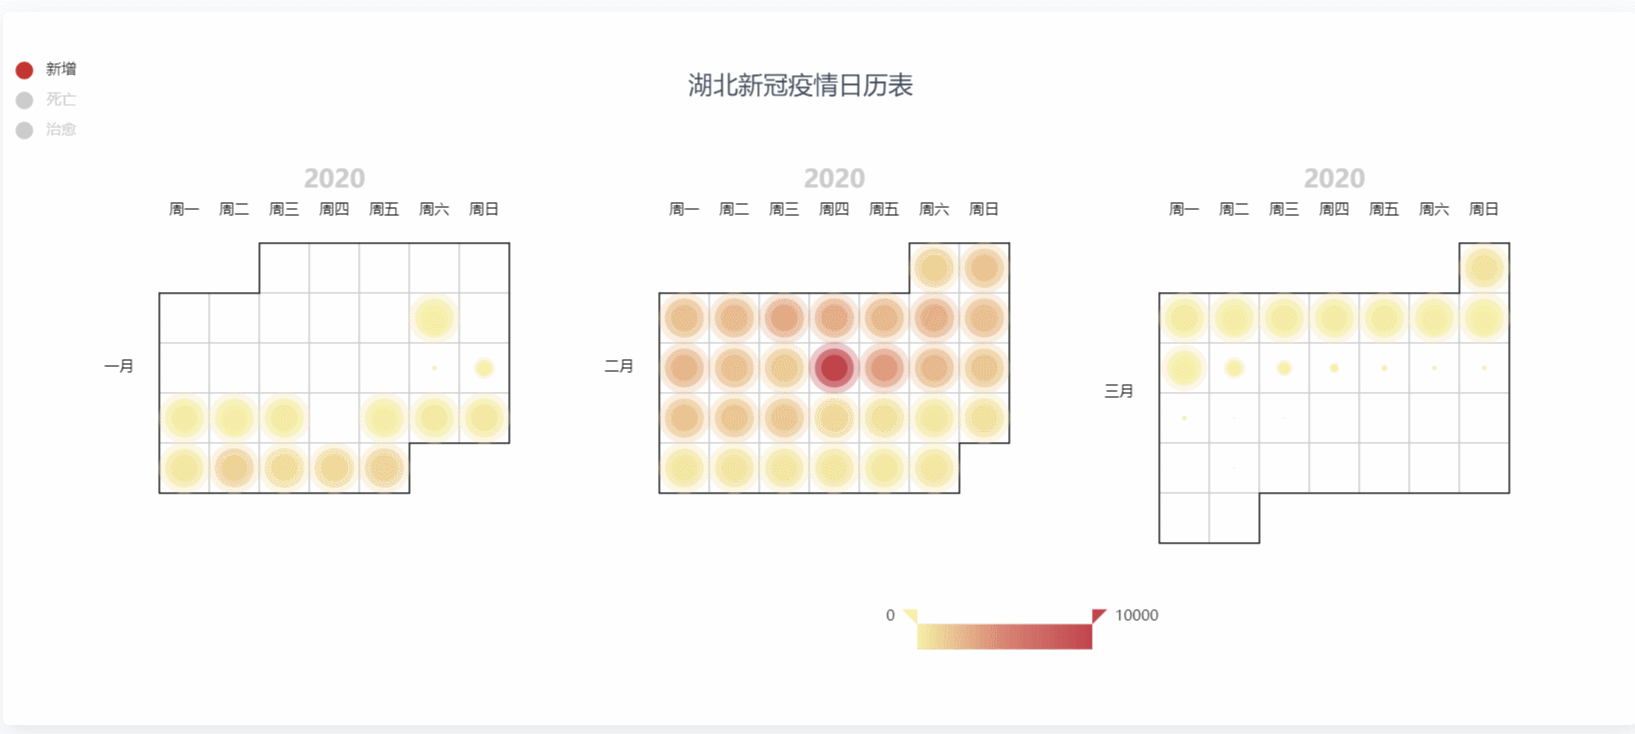 新增
死亡
治愈
湖北新冠疫情日历表
2020
周一 周二 周三 周四 周五 周六 周日
一月
2020
周一 周二 周三 周四 周五 周六 周日
二月
2020
周一 周二 周三 周四 周五 周六 周日
三月
0
10000